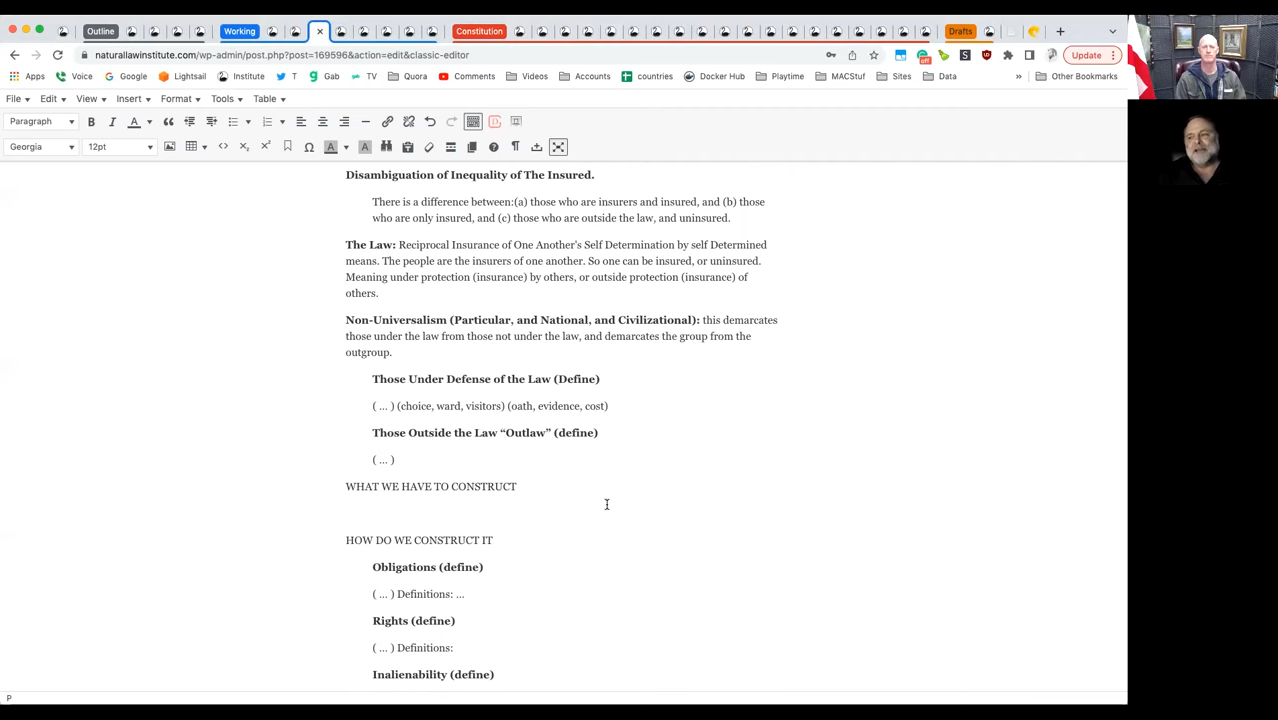 Outline
Working
Constitution
Drafts
naturallawinstitute.com/wp-admin/post.php?post=169596&action=edit&classic-editor
off
Update
Apps Voice Google Lightsail Institute T Gab TV Quora Comments Videos Accounts countries Docker Hub Playtime MACStuf Sites Data » Other Bookmarks
File Edit View Insert Format Tools Table
Paragraph
Georgia 12pt
Disambiguation of Inequality of The Insured.
There is a difference between:(a) those who are insurers and insured, and (b) those
who are only insured, and (c) those who are outside the law, and uninsured.
The Law: Reciprocal Insurance of One Another’s Self Determination by self Determined
means. The people are the insurers of one another. So one can be insured, or uninsured.
Meaning under protection (insurance) by others, or outside protection (insurance) of
others.
Non-Universalism (Particular, and National, and Civilizational): this demarcates
those under the law from those not under the law, and demarcates the group from the
outgroup.
Those Under Defense of the Law (Define)
( ... ) (choice, ward, visitors) (oath, evidence, cost)
Those Outside the Law “Outlaw” (define)
( ... )
WHAT WE HAVE TO CONSTRUCT
HOW DO WE CONSTRUCT IT
Obligations (define)
( ... ) Definitions: ...
Rights (define)
( ... ) Definitions:
Inalienability (define)
P